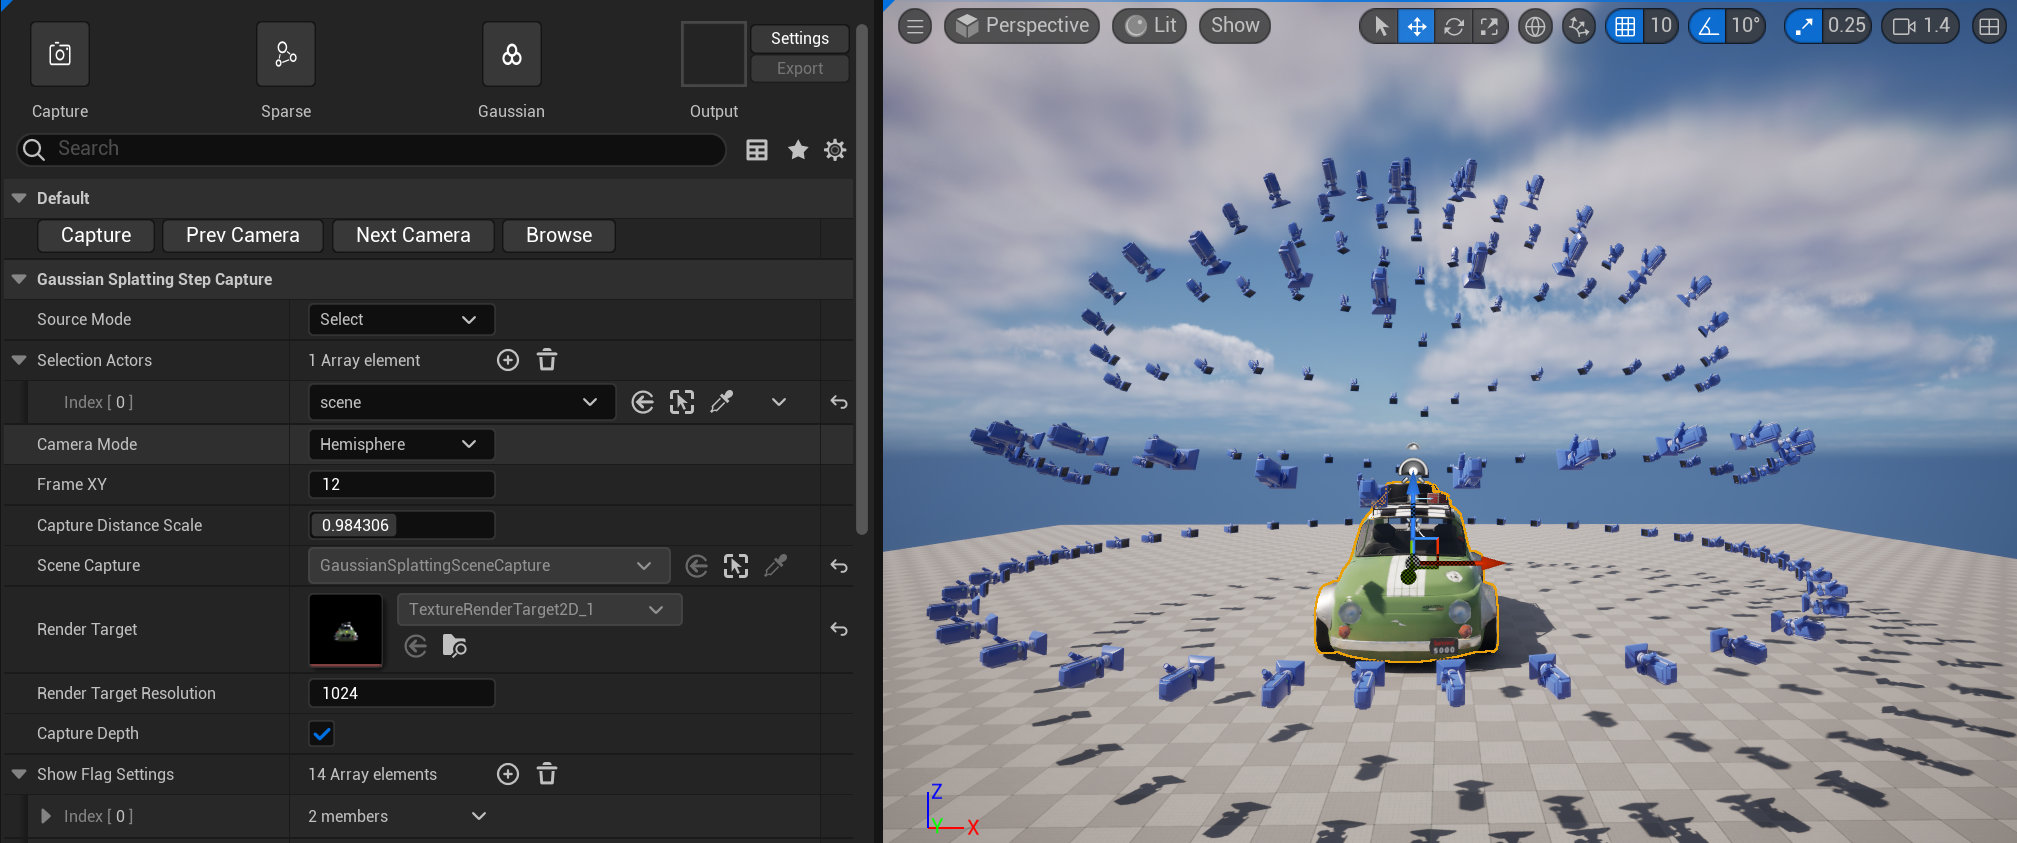 Settings
Export
Capture
Sparse
Gaussian
Output
Search
Default
Capture
Prev Camera
Next Camera
Browse
Gaussian Splatting Step Capture
Source Mode
Select
Selection Actors
1 Array element
Index [ 0 ]
scene
Camera Mode
Hemisphere
Frame XY
12
Capture Distance Scale
0.984306
Scene Capture
GaussianSplattingSceneCapture
Render Target
TextureRenderTarget2D_1
Render Target Resolution
1024
Capture Depth
Show Flag Settings
14 Array elements
Index [ 0 ]
2 members
Perspective
Lit
Show
10
10°
0.25
1.4
5000
Z
Y
X